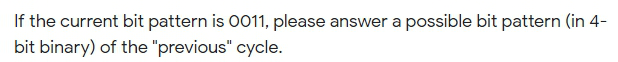 If the current bit pattern is 0011, please answer a possible bit pattern (in 4-
bit binary) of the "previous" cycle.